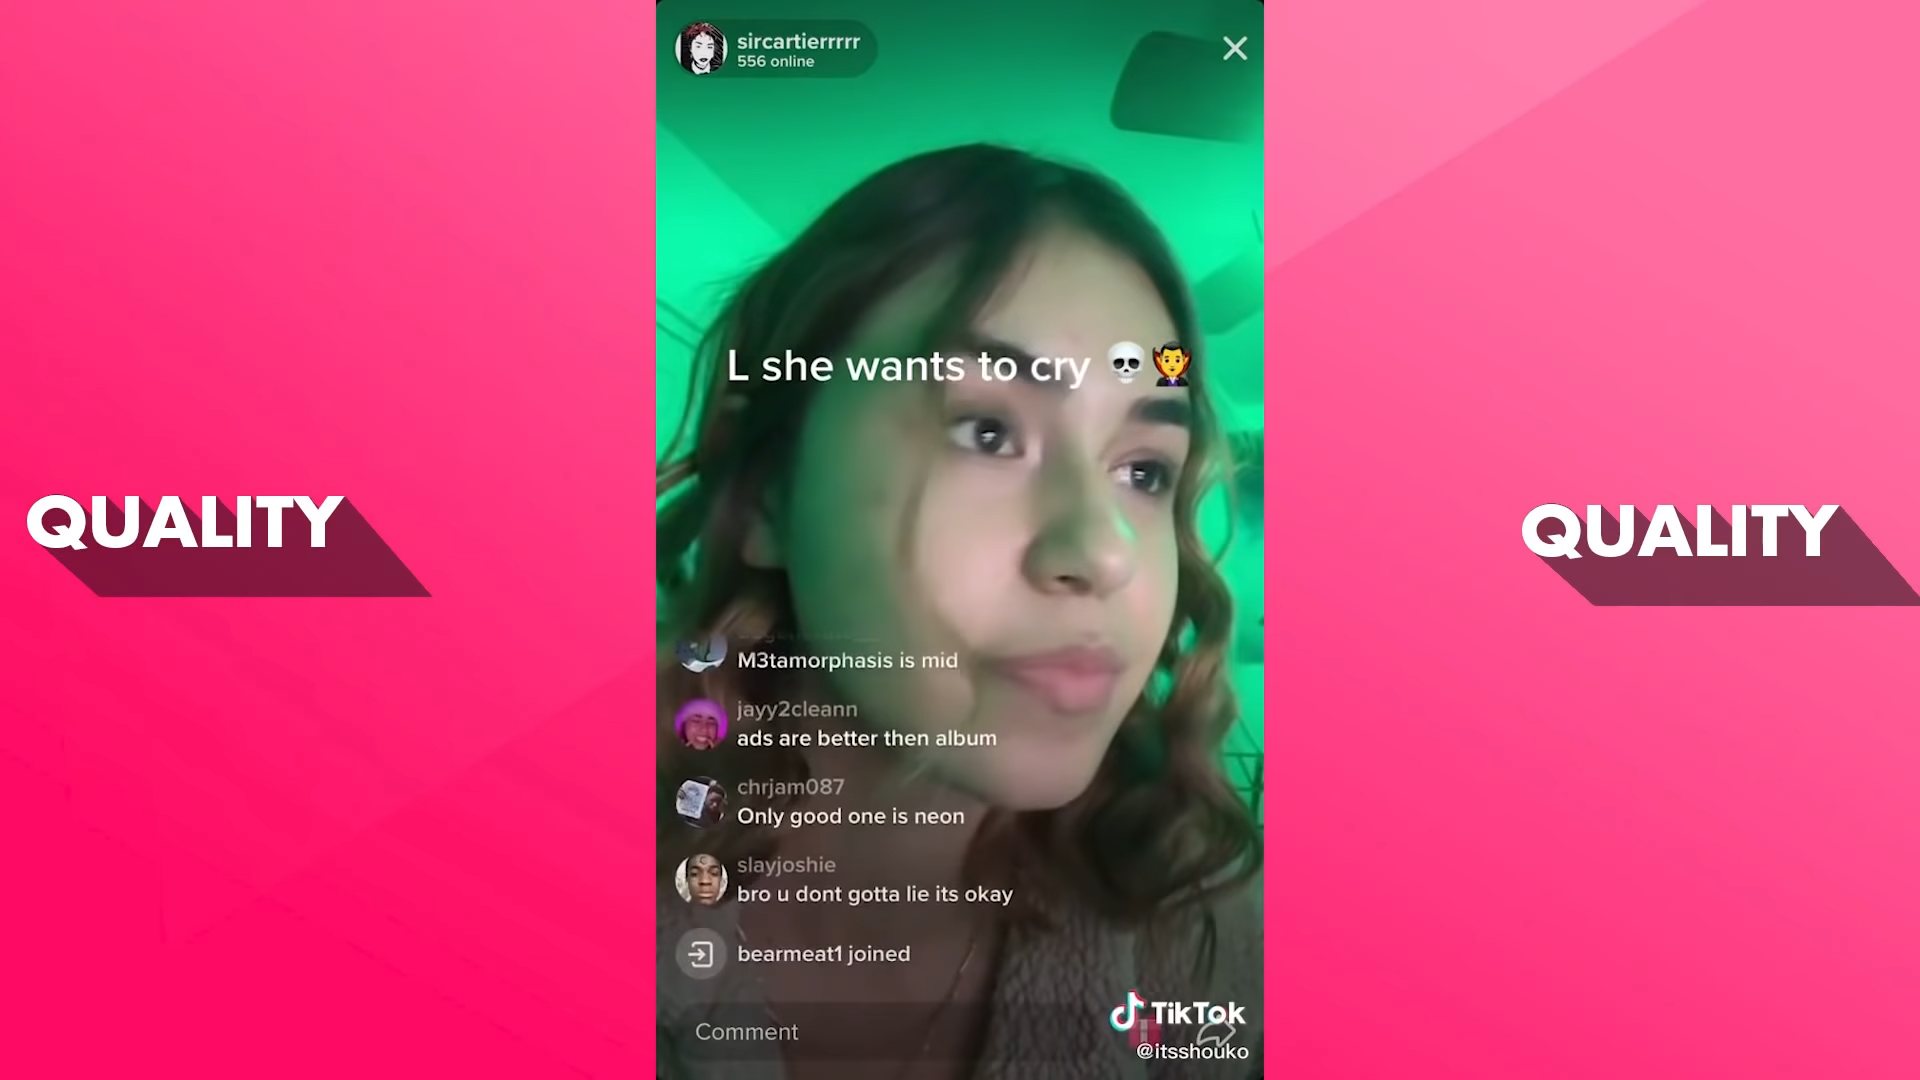 sircartierrrrr
556 online
L she wants to cry 💀🧛
QUALITY
QUALITY
M3tamorphasis is mid
jayy2cleann
ads are better then album
chrjam087
Only good one is neon
slayjoshie
bro u dont gotta lie its okay
bearmeat1 joined
Comment
TikTok
@itsshouko